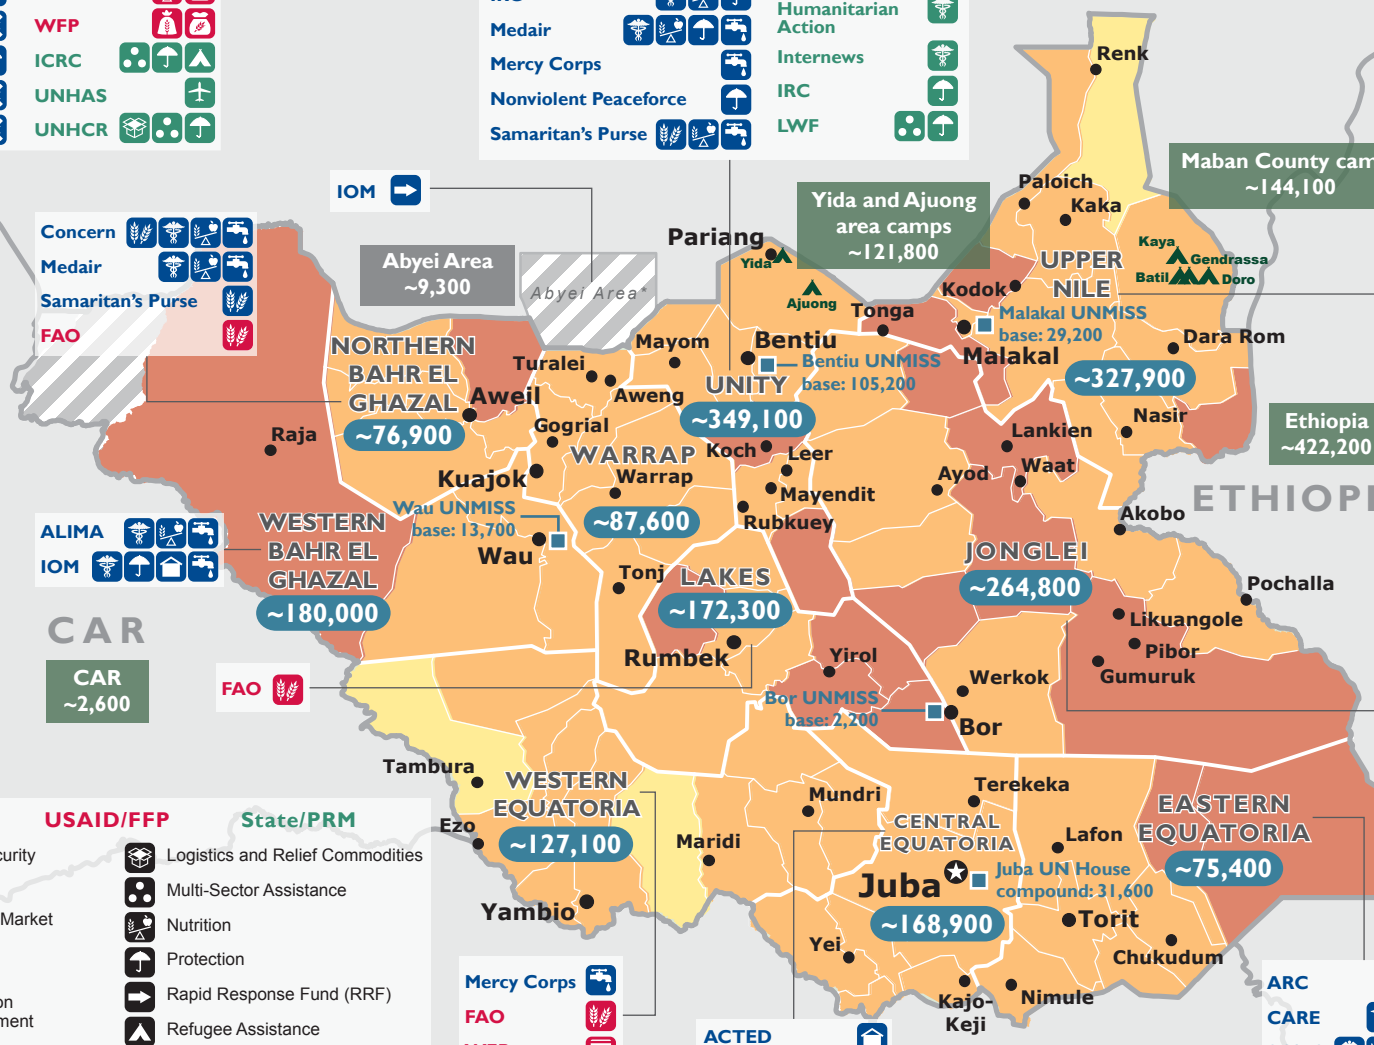 WFP
ICRC
UNHAS
UNHCR
Medair
Mercy Corps
Nonviolent Peaceforce
Samaritan's Purse
Humanitarian
Action
Internews
IRC
LWF
Renk
Maban County
~144,100
IOM
Yida and Ajuong
area camps
~121,800
Paloich
Kaka
Concern
Medair
Samaritan's Purse
FAO
Abyei Area
~9,300
Abyei Area*
Pariang
Yida
Ajuong
Kaya
Gendrassa
Batil
Doro
UPPER
NILE
Kodok
Tonga
Malakal UNMISS
base: 29,200
Malakal
Dara Rom
~327,900
NORTHERN
BAHR EL
GHAZAL
~76,900
Turalei
Mayom
Aweng
Aweil
Bentiu
Bentiu UNMISS
base: 105,200
UNITY
~349,100
Nasir
Ethiopia
~422,200
Raja
Gogrial
WARRAP
Koch
Leer
Lankien
Kuajok
Warrap
Mayendit
Ayod
Waat
ETHIOP
Wau UNMISS
base: 13,700
~87,600
Rubkuey
Akobo
ALIMA
IOM
WESTERN
BAHR EL
GHAZAL
~180,000
Wau
Tonj
LAKES
~172,300
JONGLEI
~264,800
Pochalla
CAR
CAR
~2,600
Rumbek
Likuangole
Pibor
Gumuruk
FAO
Yirol
Werkok
Bor UNMISS
base: 2,200
Bor
Tambura
WESTERN
EQUATORIA
~127,100
Mundri
Terekeka
CENTRAL
EQUATORIA
EASTERN
EQUATORIA
~75,400
Ezo
Maridi
Lafon
Juba
Juba UN House
compound: 31,600
~168,900
Yambio
Torit
Yei
Chukudum
Kajo-
Keji
Nimule
USAID/FFP
State/PRM
Logistics and Relief Commodities
Multi-Sector Assistance
Market
Nutrition
Protection
Rapid Response Fund (RRF)
Refugee Assistance
Mercy Corps
FAO
ACTED
ARC
CARE